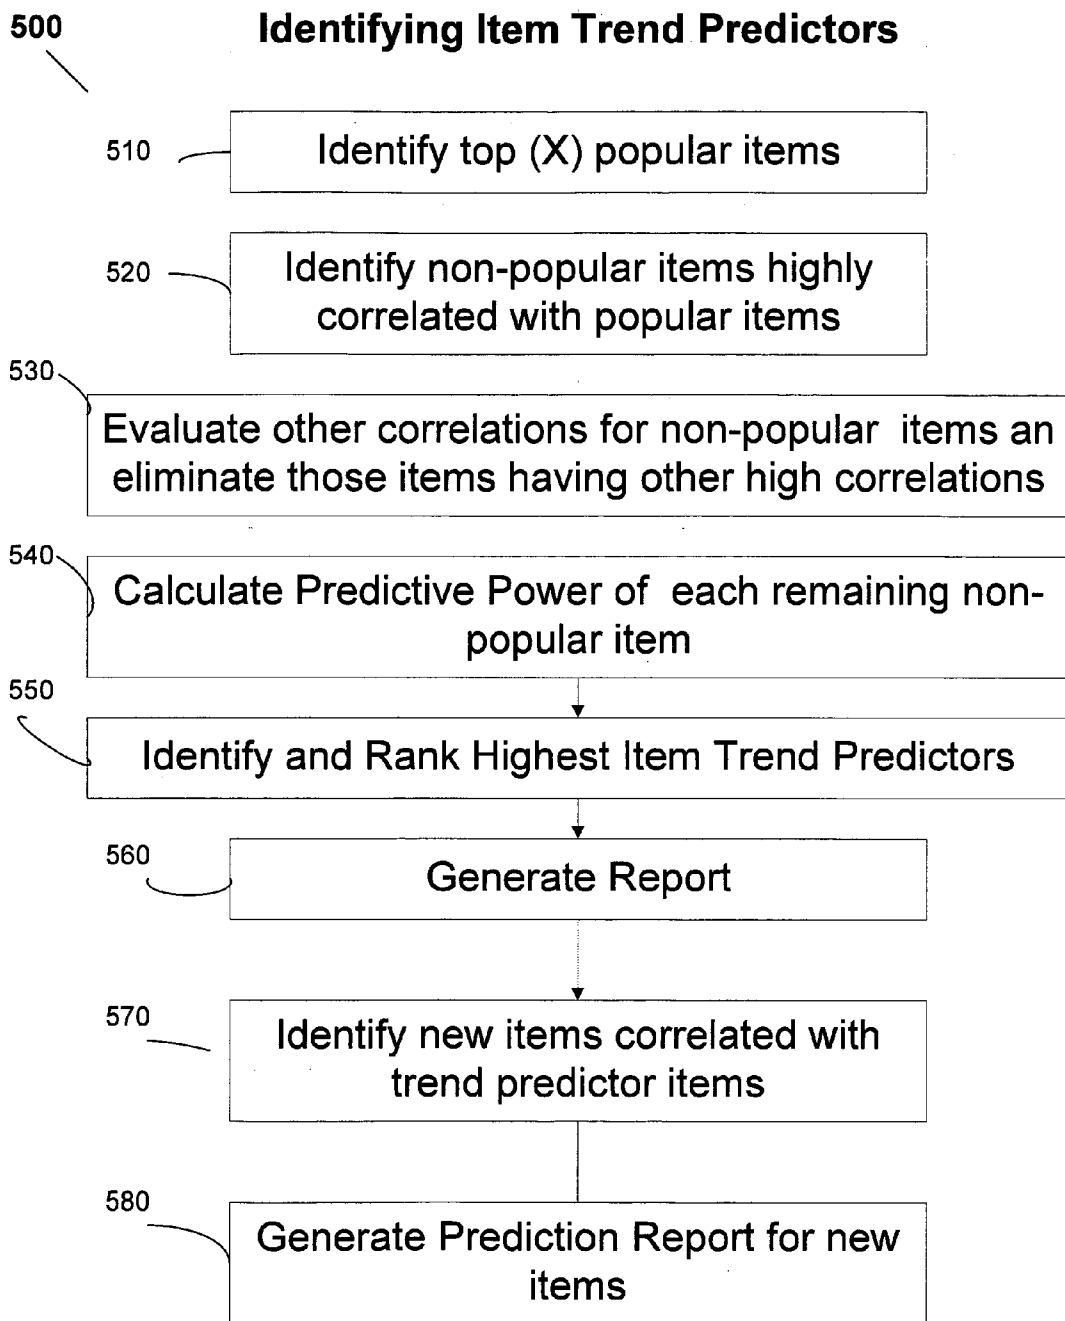 500
Identifying Item Trend Predictors
510
Identify top (X) popular items
520
Identify non-popular items highly
correlated with popular items
530
Evaluate other correlations for non-popular items an
eliminate those items having other high correlations
540
Calculate Predictive Power of each remaining non-
popular item
550
Identify and Rank Highest Item Trend Predictors
560
Generate Report
570
Identify new items correlated with
trend predictor items
580
Generate Prediction Report for new
items